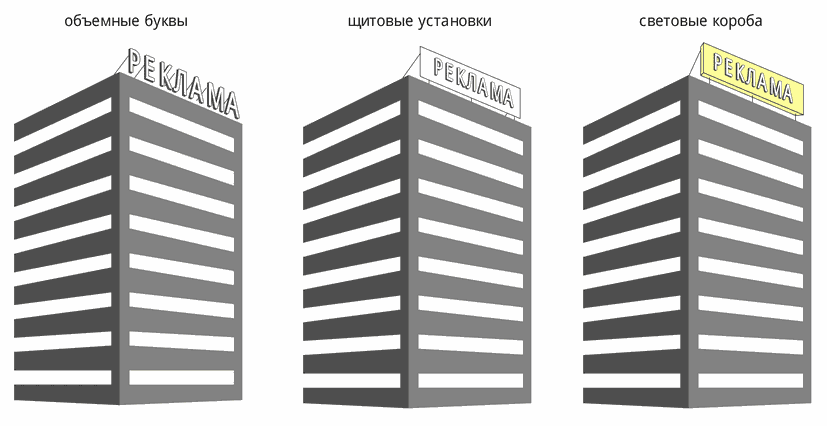 объемные буквы
щитовые установки
световые короба
РЕКЛАМА
РЕКЛАМА
РЕКЛАМА